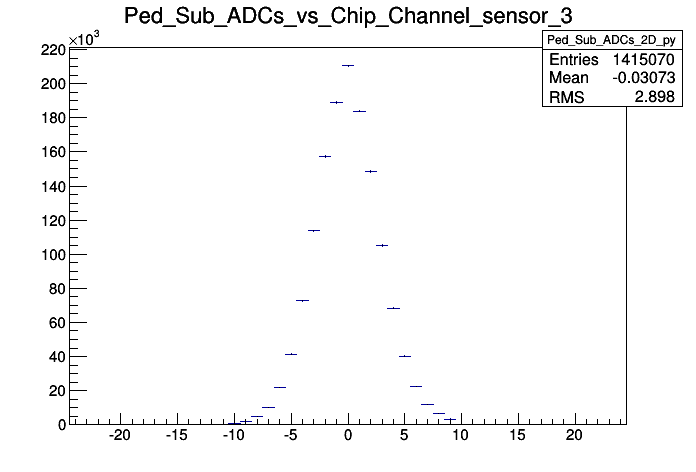 Ped_Sub_ADCs_vs_Chip_Channel_sensor_3
×10³
Ped_Sub_ADCs_2D_py
Entries 1415070
Mean -0.03073
RMS 2.898
220
200
180
160
140
120
100
80
60
40
20
0
-20 -15 -10 -5 0 5 10 15 20